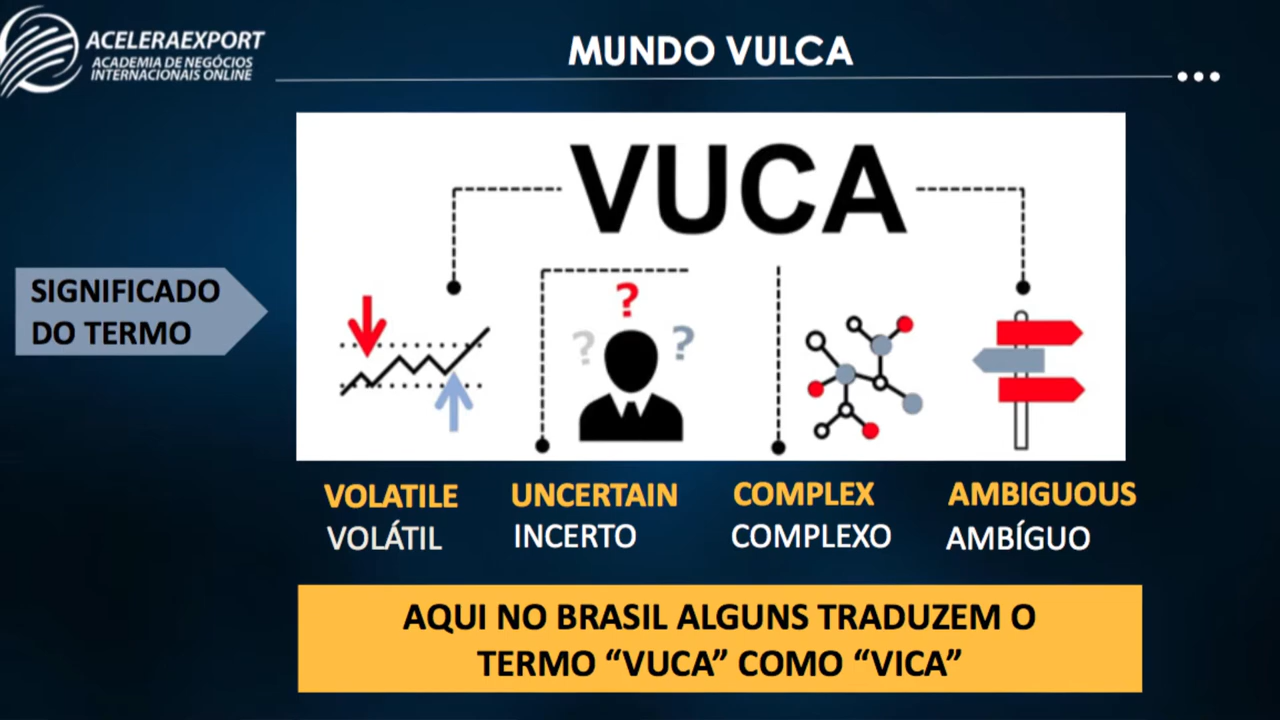 ACELERAEXPORT
ACADEMIA DE NEGÓCIOS
INTERNACIONAIS ONLINE
MUNDO VULCA
VUCA
SIGNIFICADO
DO TERMO
?
? ?
VOLATILE UNCERTAIN COMPLEX AMBIGUOUS
VOLÁTIL INCERTO COMPLEXO AMBÍGUO
AQUI NO BRASIL ALGUNS TRADUZEM O
TERMO “VUCA” COMO “VICA”